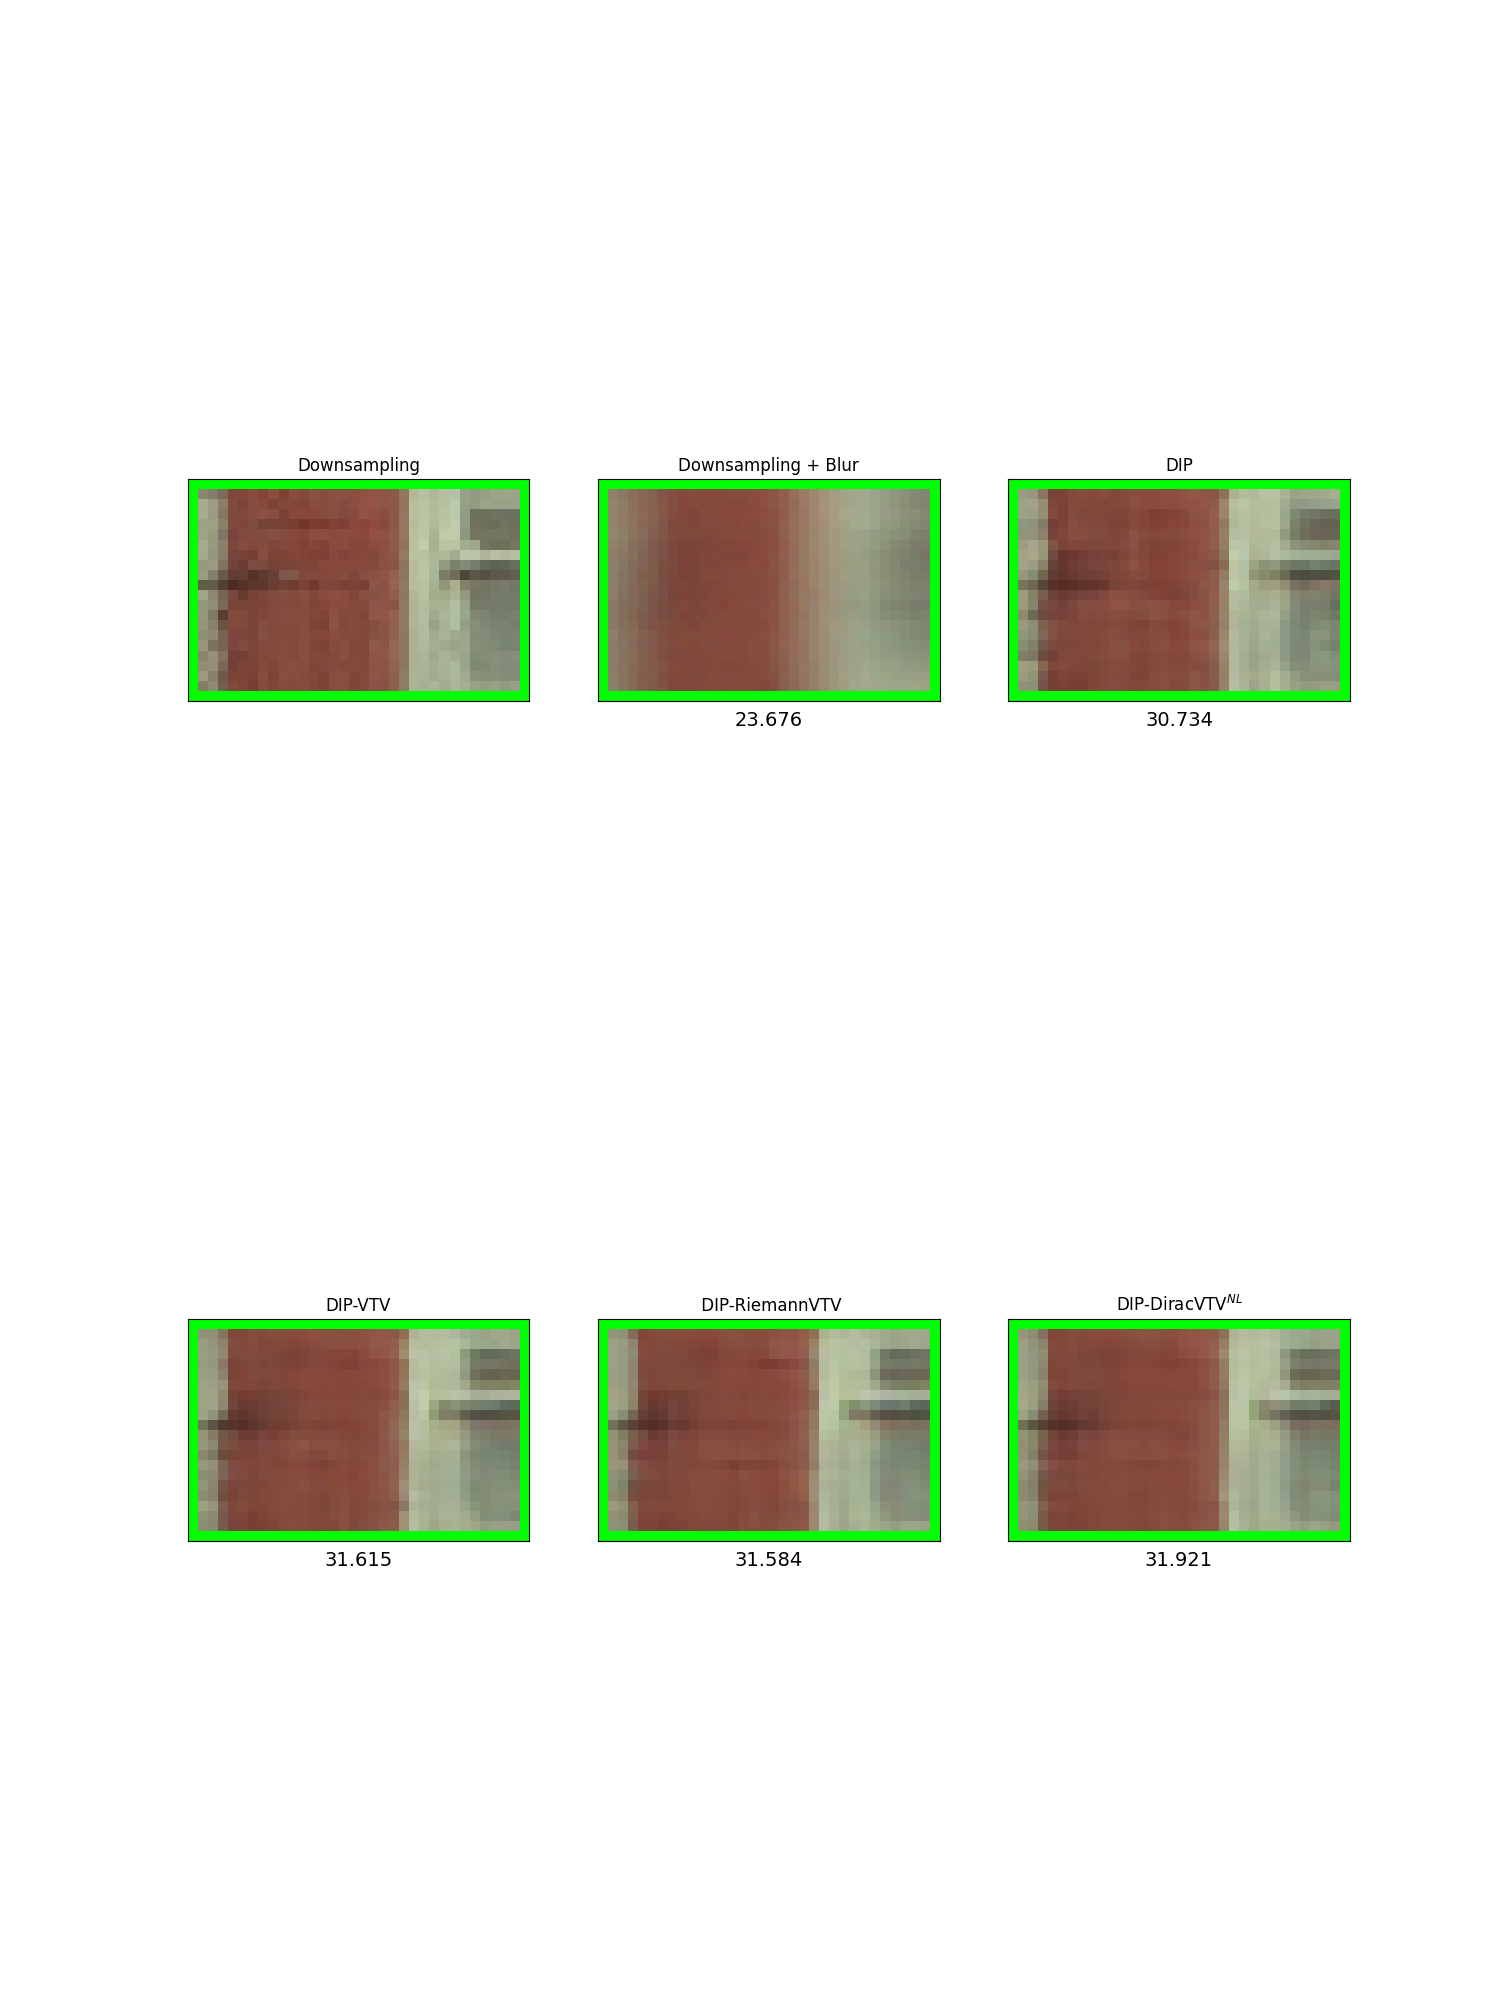 Downsampling
Downsampling + Blur
DIP
23.676
30.734
DIP-VTV
DIP-RiemannVTV
DIP-DiracVTV^{NL}
31.615
31.584
31.921